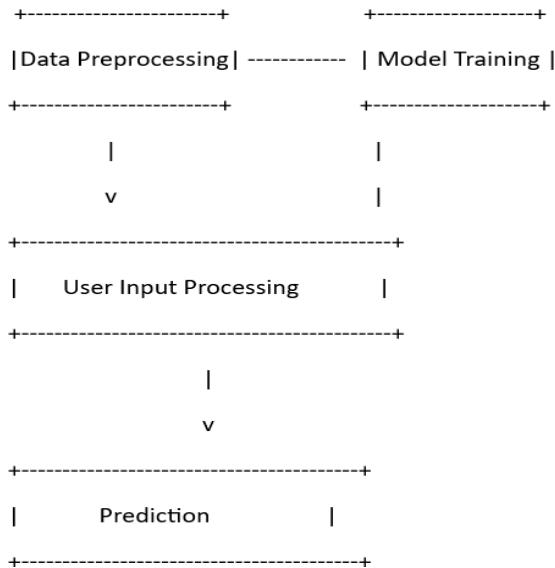 +------------------------+ +--------------------+
|Data Preprocessing| ------------ | Model Training |
+------------------------+ +---------------------+
| |
v |
+---------------------------------------------+
| User Input Processing |
+----------------------------------------------+
|
v
+-----------------------------------------+
| Prediction |
+-----------------------------------------+